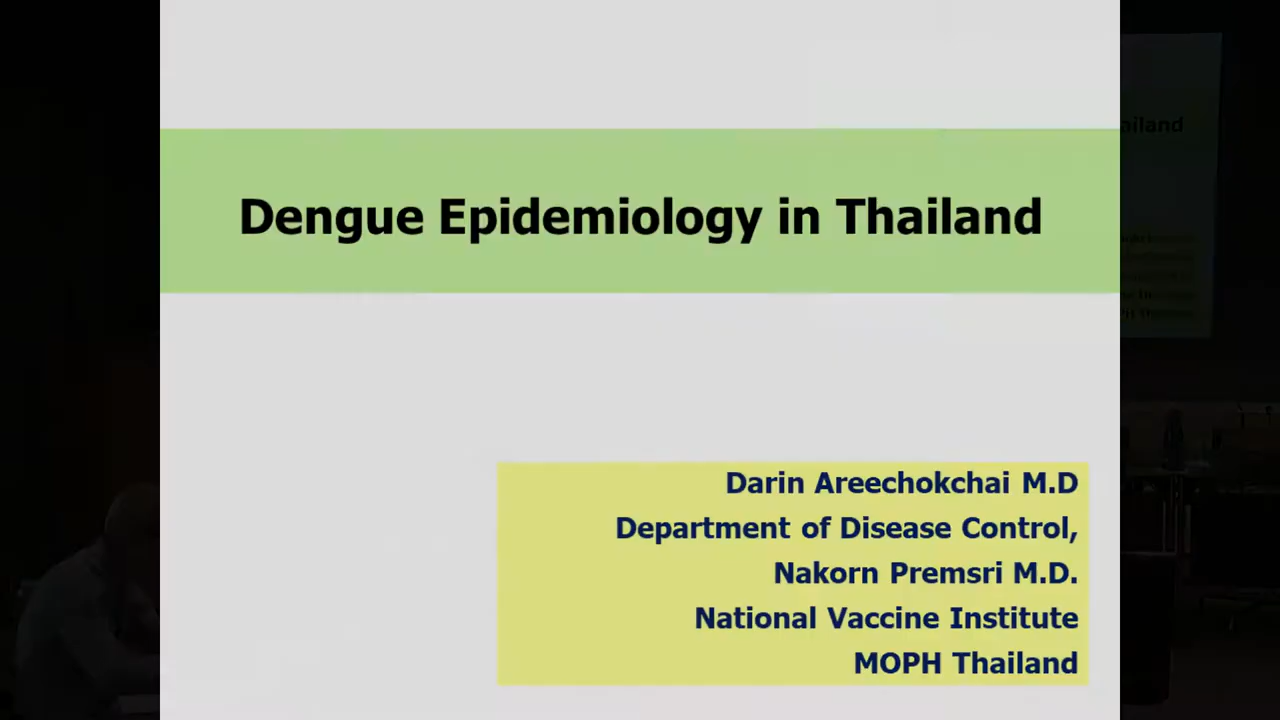 Dengue Epidemiology in Thailand
Darin Areechokchai M.D
Department of Disease Control,
Nakorn Premsri M.D.
National Vaccine Institute
MOPH Thailand